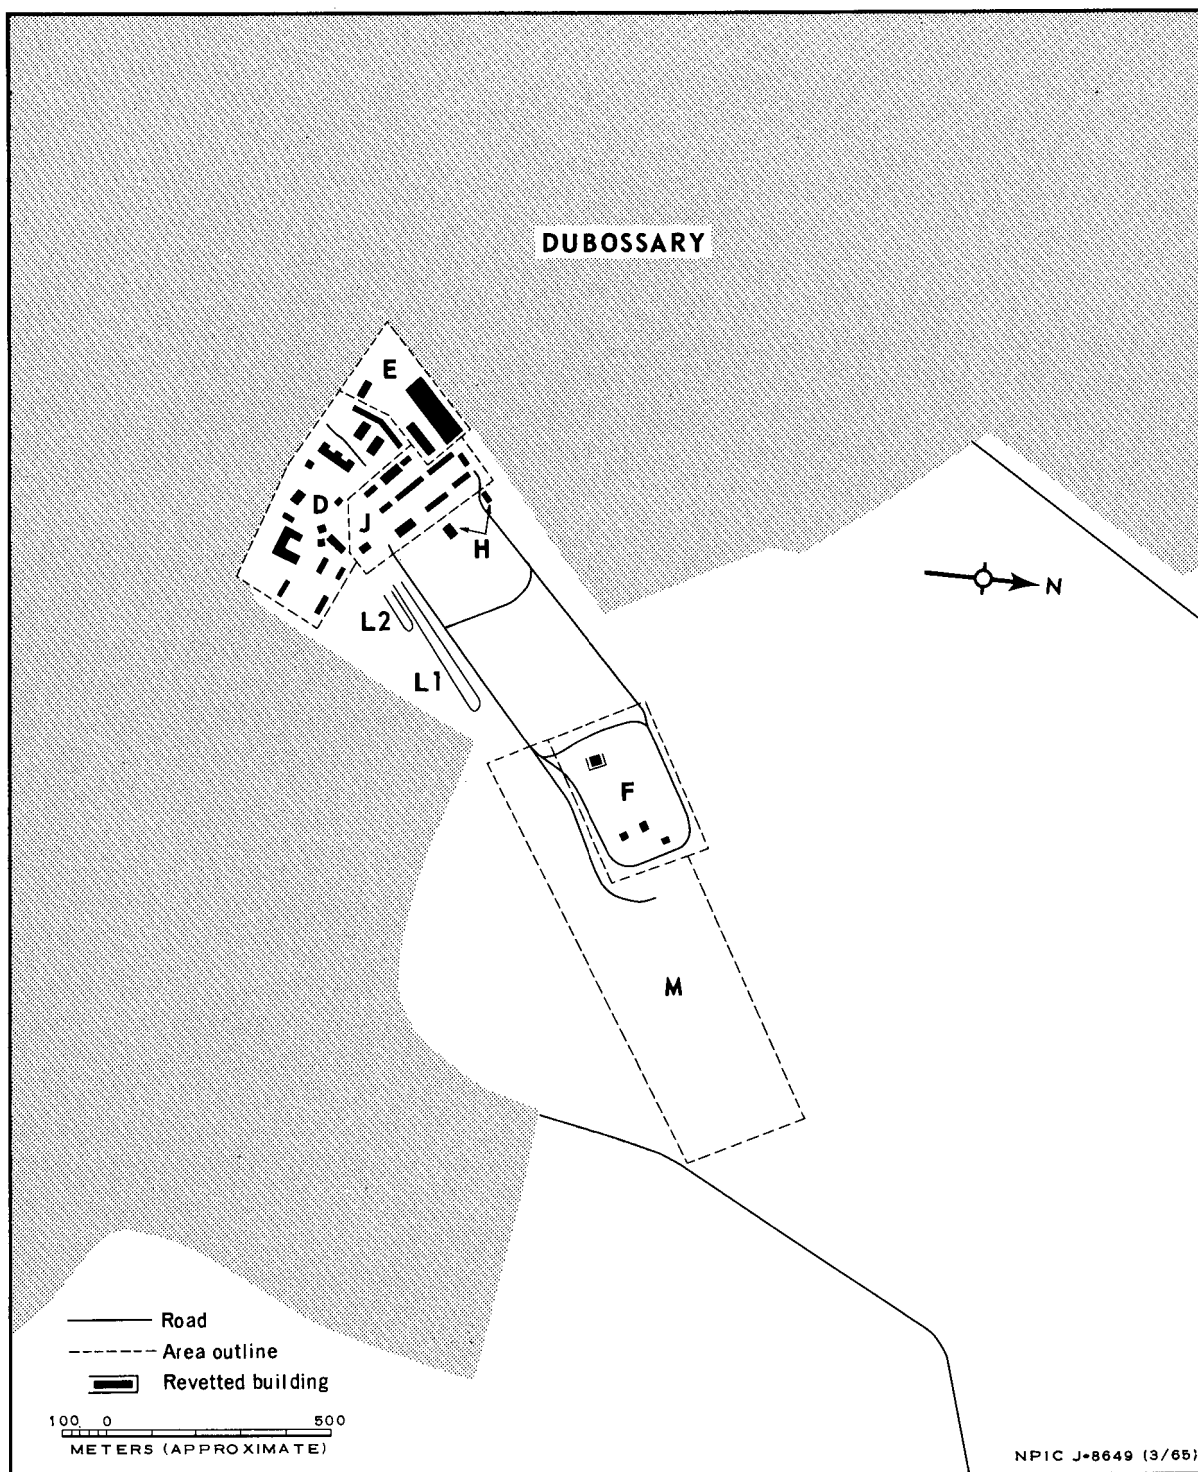 DUBOSSARY
E
D
J
H
L2
L1
N
F
M
Road
Area outline
Revetted building
100 0 500
METERS (APPROXIMATE)
NPIC J-8649 (3/65)